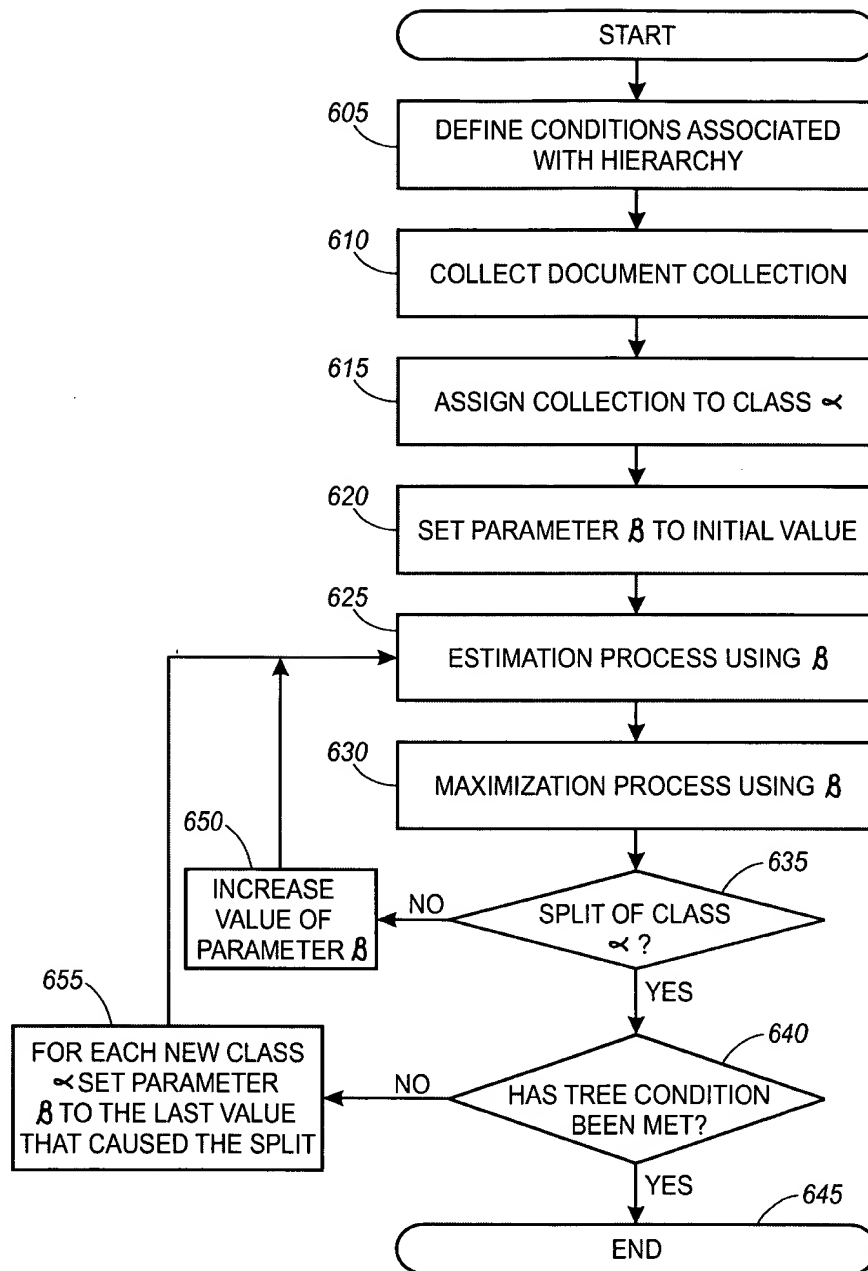 START
605
DEFINE CONDITIONS ASSOCIATED
WITH HIERARCHY
610
COLLECT DOCUMENT COLLECTION
615
ASSIGN COLLECTION TO CLASS ∝
620
SET PARAMETER β TO INITIAL VALUE
625
ESTIMATION PROCESS USING β
630
MAXIMIZATION PROCESS USING β
635
SPLIT OF CLASS
∝ ?
NO
650
INCREASE
VALUE OF
PARAMETER β
YES
640
HAS TREE CONDITION
BEEN MET?
NO
655
FOR EACH NEW CLASS
∝ SET PARAMETER
β TO THE LAST VALUE
THAT CAUSED THE SPLIT
YES
645
END